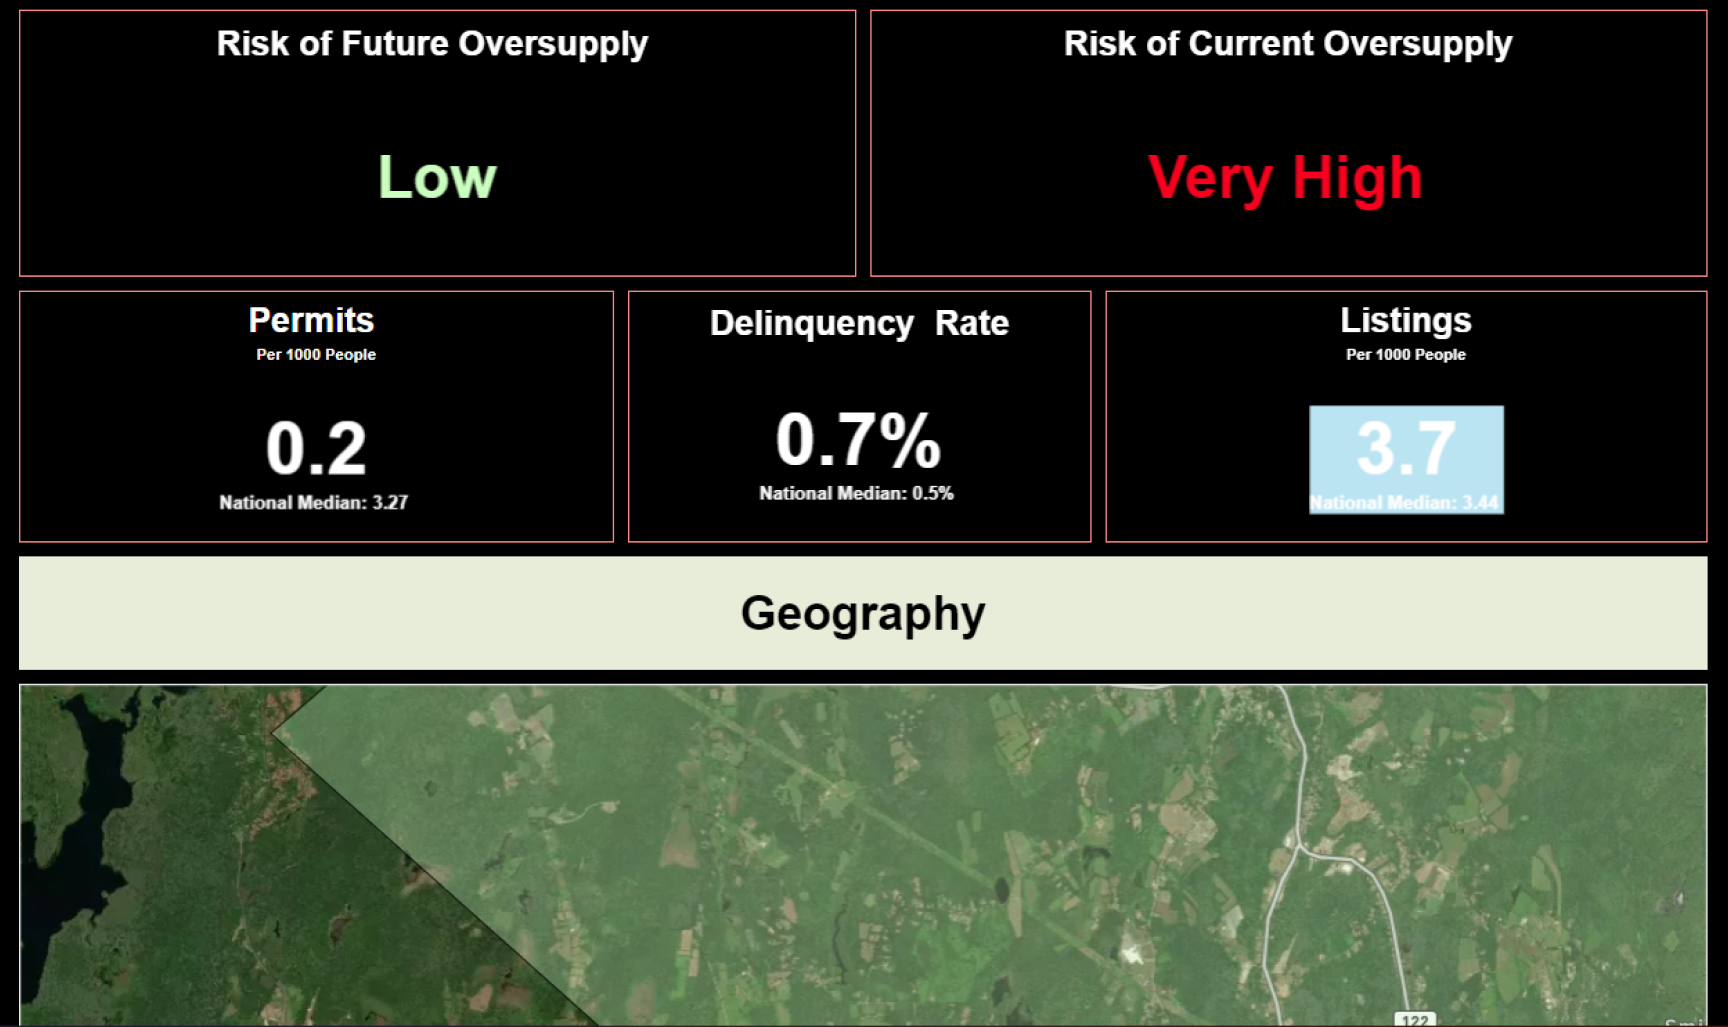 Risk of Future Oversupply
Risk of Current Oversupply
Low
Very High
Permits
Per 1000 People
Delinquency Rate
Listings
Per 1000 People
0.2
National Median: 3.27
0.7%
National Median: 0.5%
3.7
National Median: 3.44
Geography
122